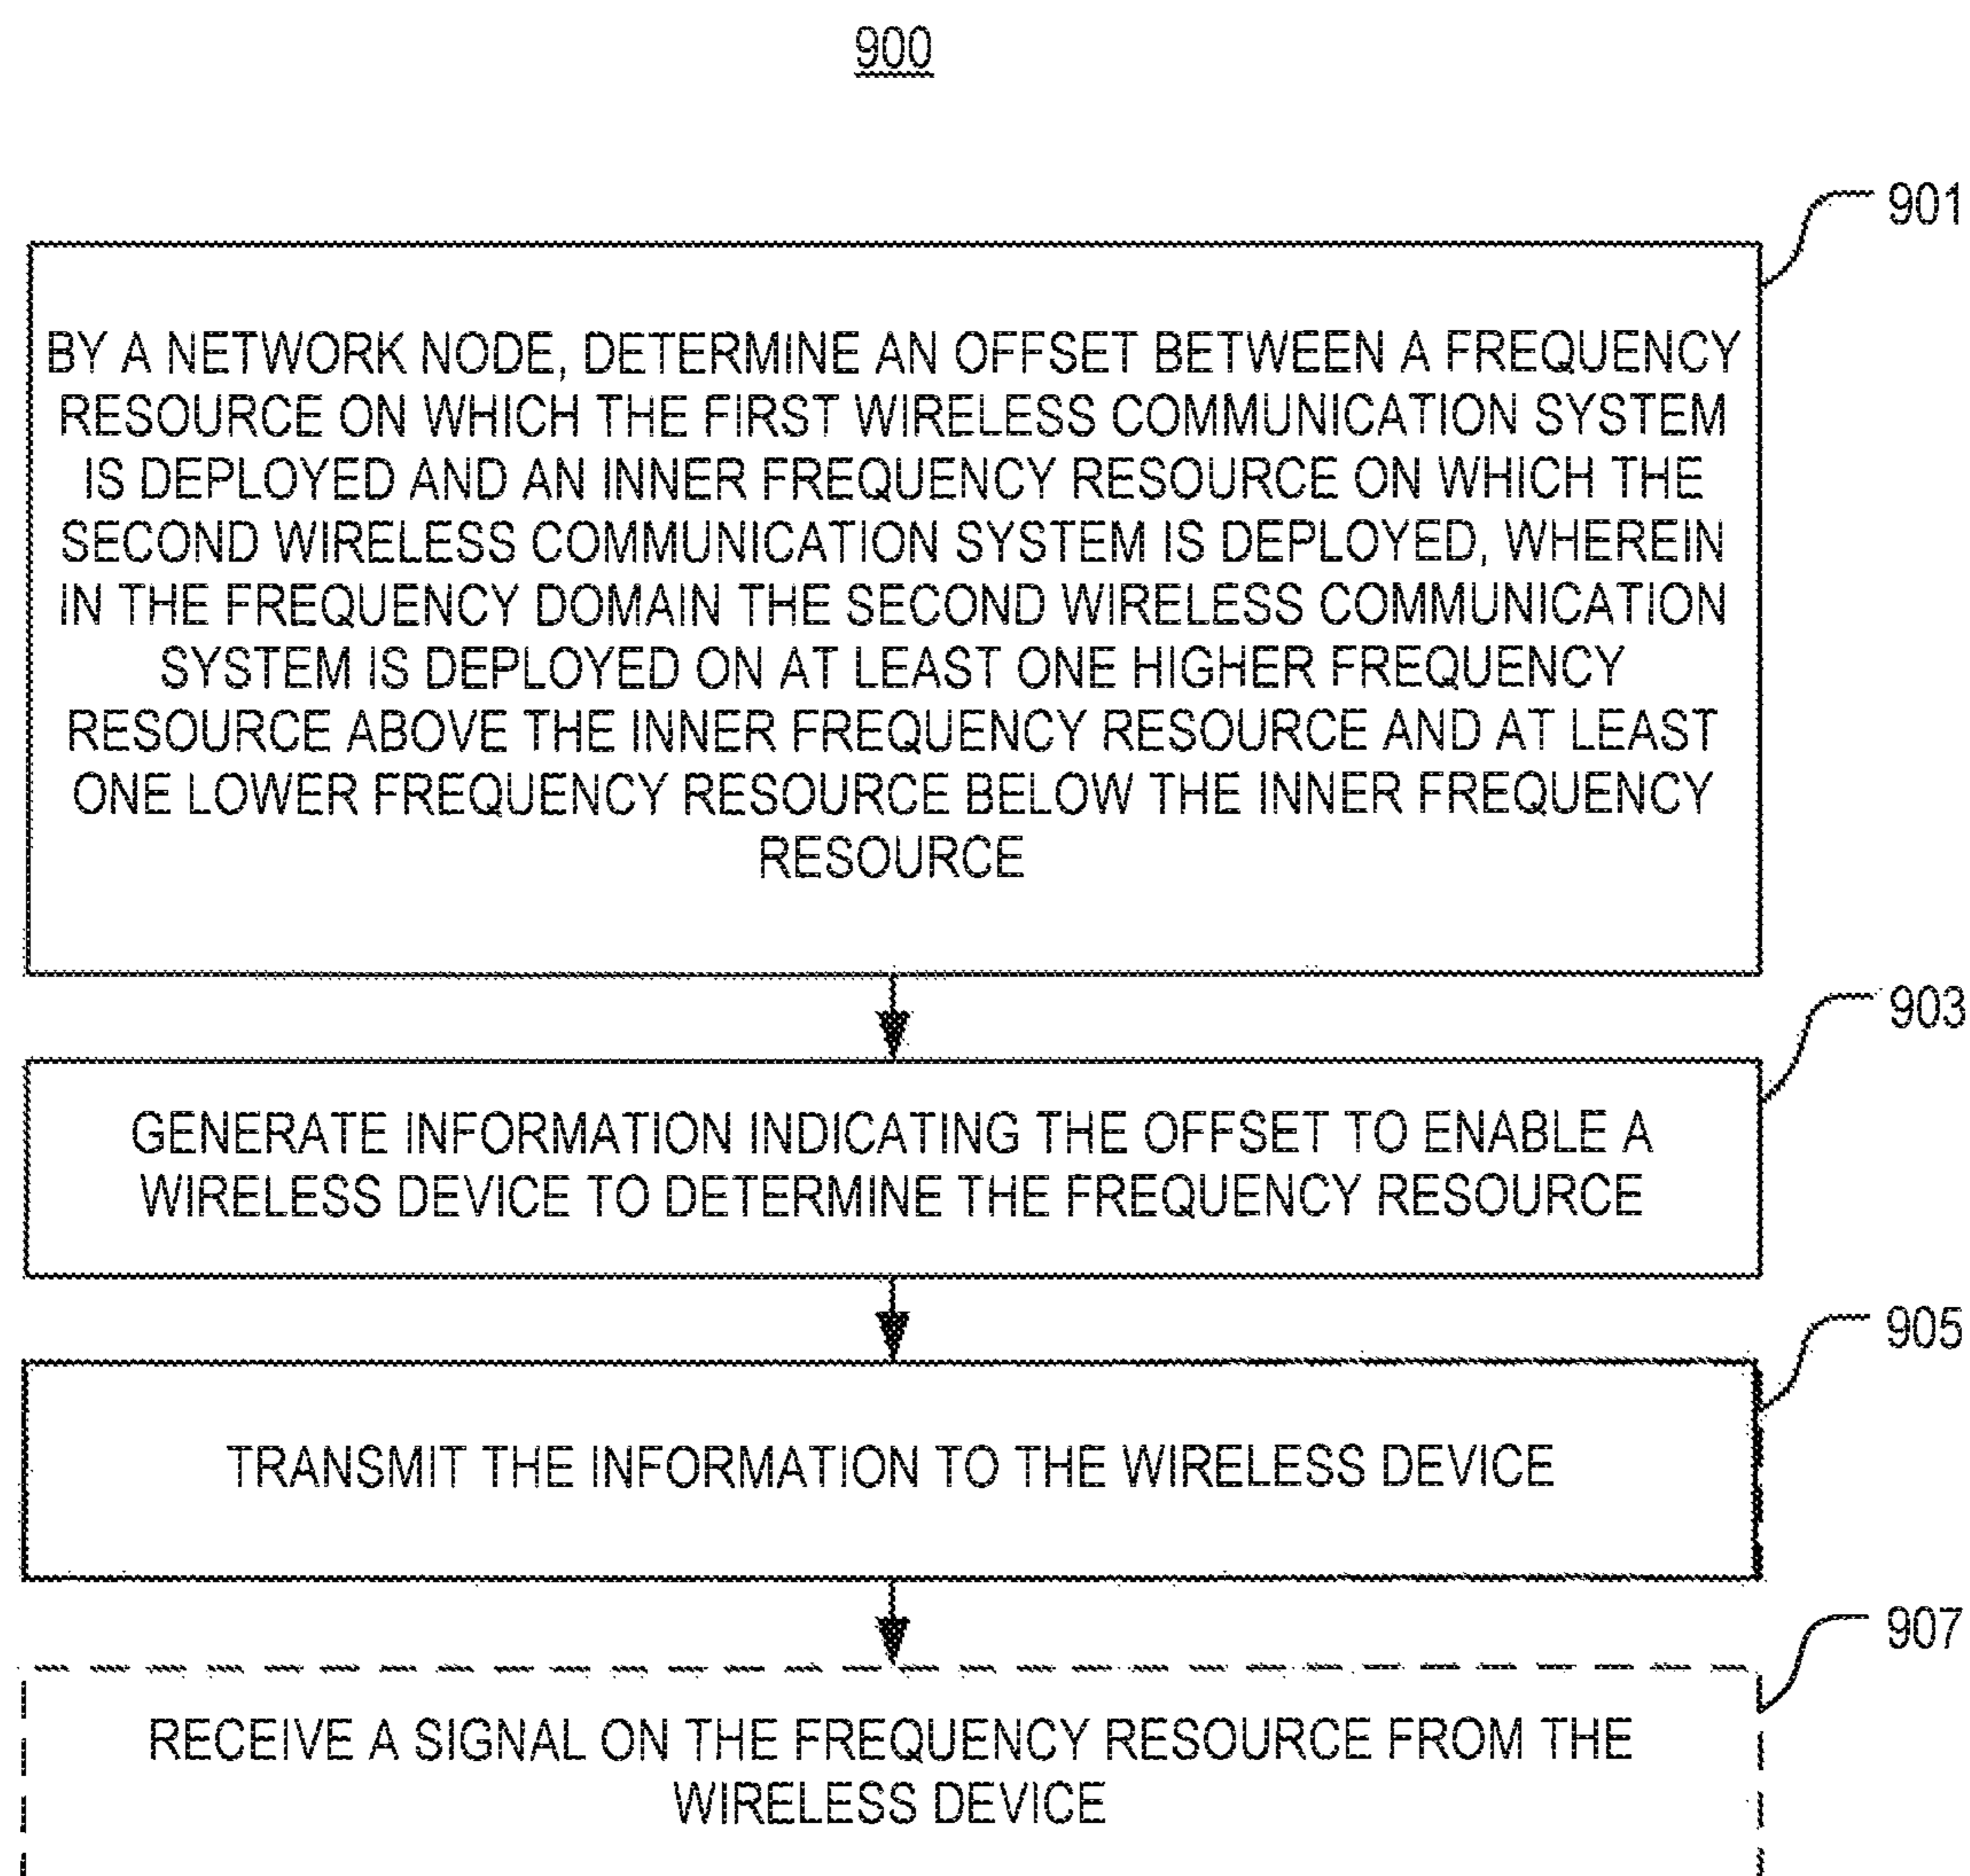 900
901
BY A NETWORK NODE, DETERMINE AN OFFSET BETWEEN A FREQUENCY
RESOURCE ON WHICH THE FIRST WIRELESS COMMUNICATION SYSTEM
IS DEPLOYED AND AN INNER FREQUENCY RESOURCE ON WHICH THE
SECOND WIRELESS COMMUNICATION SYSTEM IS DEPLOYED, WHEREIN
IN THE FREQUENCY DOMAIN THE SECOND WIRELESS COMMUNICATION
SYSTEM IS DEPLOYED ON AT LEAST ONE HIGHER FREQUENCY
RESOURCE ABOVE THE INNER FREQUENCY RESOURCE AND AT LEAST
ONE LOWER FREQUENCY RESOURCE BELOW THE INNER FREQUENCY
RESOURCE
903
GENERATE INFORMATION INDICATING THE OFFSET TO ENABLE A
WIRELESS DEVICE TO DETERMINE THE FREQUENCY RESOURCE
905
TRANSMIT THE INFORMATION TO THE WIRELESS DEVICE
907
RECEIVE A SIGNAL ON THE FREQUENCY RESOURCE FROM THE
WIRELESS DEVICE